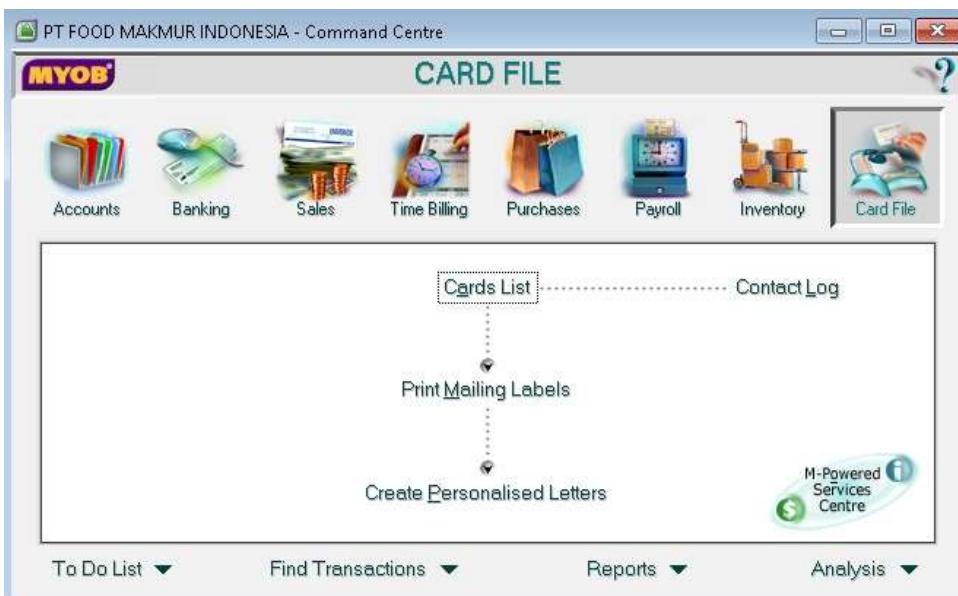 PT FOOD MAKMUR INDONESIA - Command Centre
MYOB
CARD FILE
Accounts
Banking
Sales
Time Billing
Purchases
Payroll
Inventory
Card File
Cards List
Contact Log
Print Mailing Labels
Create Personalised Letters
M-Powered
Services
Centre
To Do List
Find Transactions
Reports
Analysis